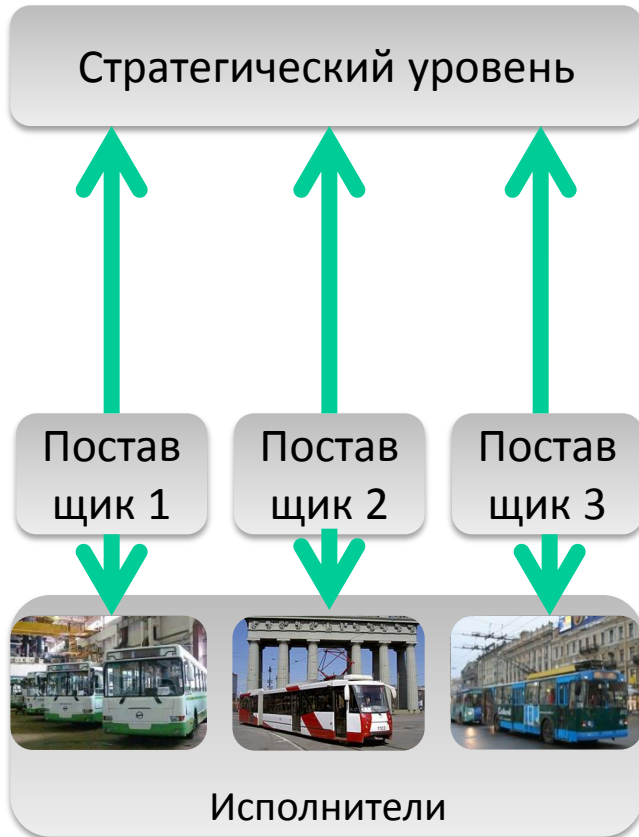 Стратегический уровень
Постав
щик 1
Постав
щик 2
Постав
щик 3
Исполнители